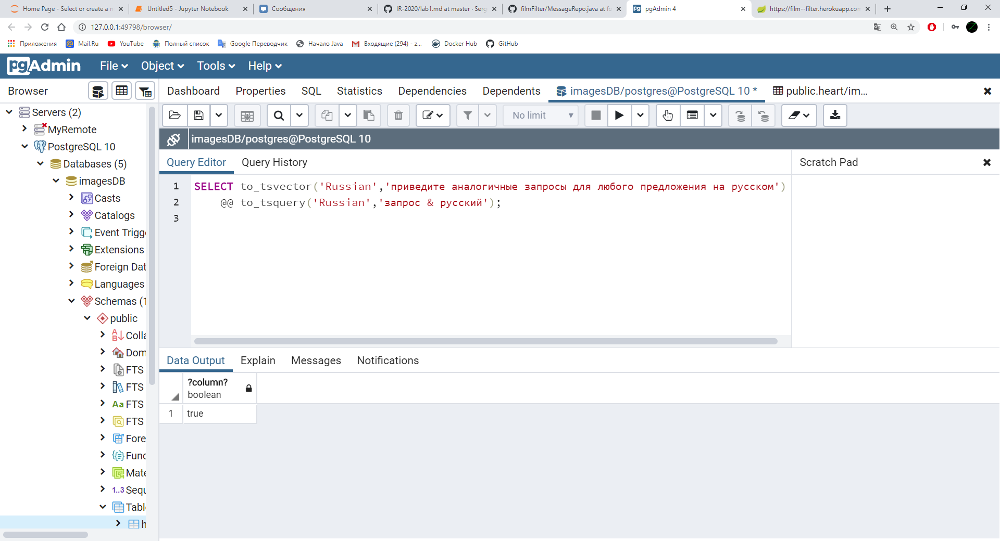 Home Page - Select or create a n
Untitled5 - Jupyter Notebook
Сообщения
IR-2020/lab1.md at master · Serg
filmFilter/MessageRepo.java at fc
pgAdmin 4
https://film--filter.herokuapp.con
127.0.0.1:49798/browser/
Приложения
Mail.Ru
YouTube
Полный список
Google Переводчик
Начало Java
Входящие (294) - z...
Docker Hub
GitHub
pgAdmin
File
Object
Tools
Help
Browser
Dashboard
Properties
SQL
Statistics
Dependencies
Dependents
imagesDB/postgres@PostgreSQL 10 *
public.heart/im...
Servers (2)
MyRemote
PostgreSQL 10
Databases (5)
imagesDB
Casts
Catalogs
Event Trigg
Extensions
Foreign Dat
Languages
Schemas (1
public
Colla
Dom
FTS
FTS
Aa FTS
FTS
Fore
Func
Mate
1..3 Sequ
Tabl
h
No limit
imagesDB/postgres@PostgreSQL 10
Query Editor
Query History
Scratch Pad
1 SELECT to_tsvector('Russian','приведите аналогичные запросы для любого предложения на русском')
2 @@ to_tsquery('Russian','запрос & русский');
3
Data Output
Explain
Messages
Notifications
?column?
boolean
1 true